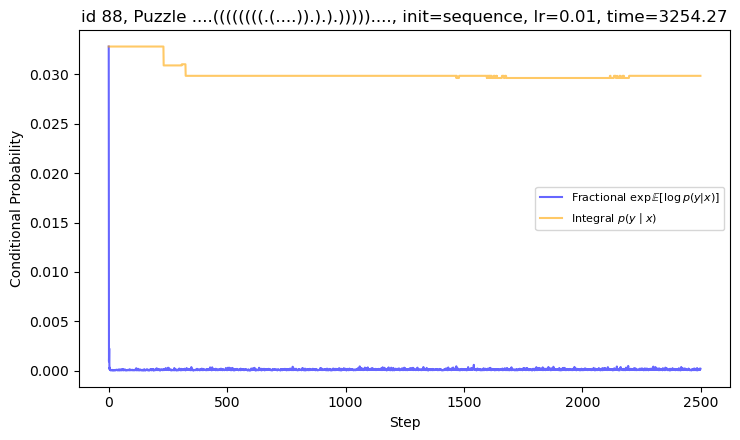 id 88, Puzzle ....((((((((.(....)).).).)))))...., init=sequence, lr=0.01, time=3254.27
Conditional Probability
0.030
0.025
0.020
0.015
0.010
0.005
0.000
Fractional exp𝔼[log p(y|x)]
Integral p(y | x)
0
500
1000
1500
2000
2500
Step